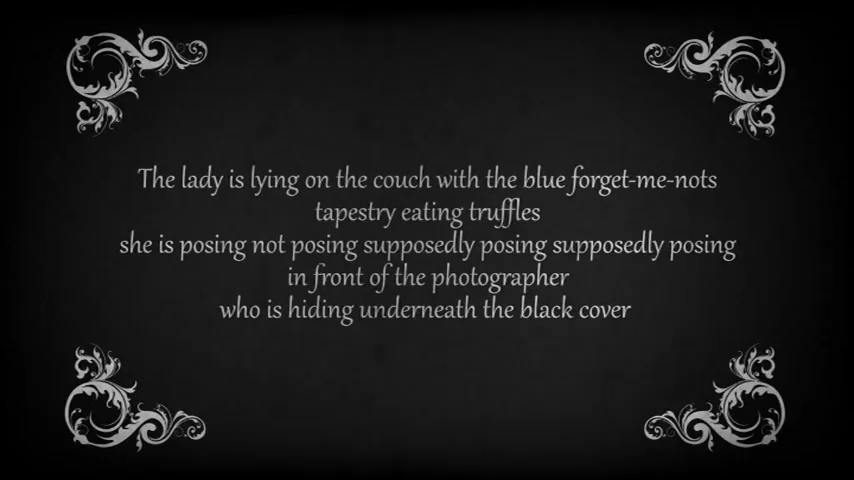 The lady is lying on the couch with the blue forget-me-nots
tapestry eating truffles
she is posing not posing supposedly posing supposedly posing
in front of the photographer
who is hiding underneath the black cover